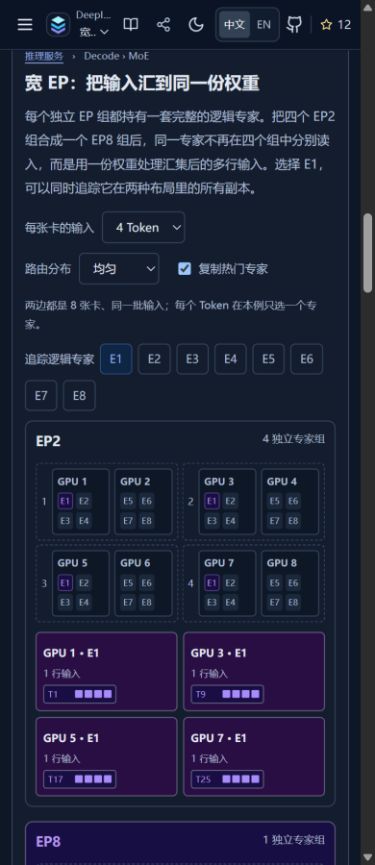 Deepl...
宽..
中文 EN
12
推理服务 › Decode › MoE
宽 EP：把输入汇到同一份权重
每个独立 EP 组都持有一套完整的逻辑专家。把四个 EP2
组合成一个 EP8 组后，同一专家不再在四个组中分别读
入，而是用一份权重处理汇集后的多行输入。选择 E1，
可以同时追踪它在两种布局里的所有副本。
每张卡的输入 4 Token
路由分布 均匀 复制热门专家
两边都是 8 张卡、同一批输入；每个 Token 在本例只选一个专
家。
追踪逻辑专家 E1 E2 E3 E4 E5 E6
E7 E8
EP2 4 独立专家组
GPU 1 GPU 2 GPU 3 GPU 4
1 E1 E2 E5 E6 2 E1 E2 E5 E6
E3 E4 E7 E8 E3 E4 E7 E8
GPU 5 GPU 6 GPU 7 GPU 8
3 E1 E2 E5 E6 4 E1 E2 E5 E6
E3 E4 E7 E8 E3 E4 E7 E8
GPU 1 • E1 GPU 3 • E1
1 行输入 1 行输入
T1 T9
GPU 5 • E1 GPU 7 • E1
1 行输入 1 行输入
T17 T25
EP8 1 独立专家组